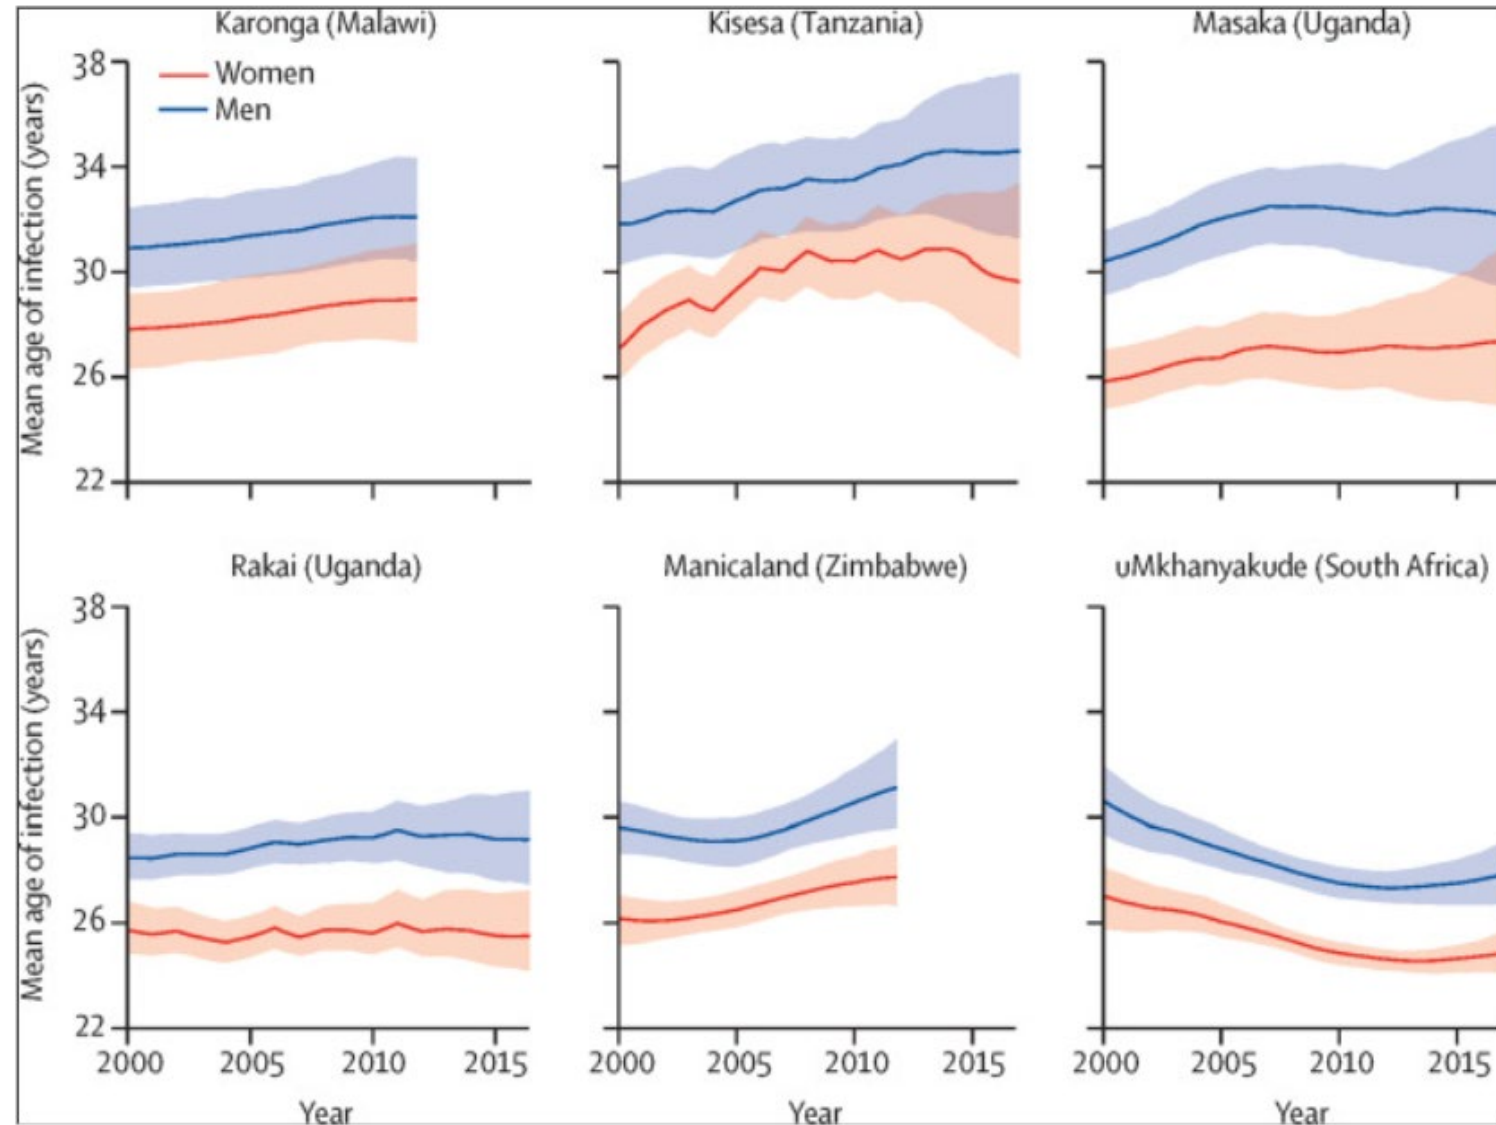 Karonga (Malawi)
Kisesa (Tanzania)
Masaka (Uganda)
Women
Men
Mean age of infection (years)
38
34
30
26
22
Rakai (Uganda)
Manicaland (Zimbabwe)
uMkhanyakude (South Africa)
Mean age of infection (years)
38
34
30
26
22
2000 2005 2010 2015
2000 2005 2010 2015
2000 2005 2010 2015
Year
Year
Year